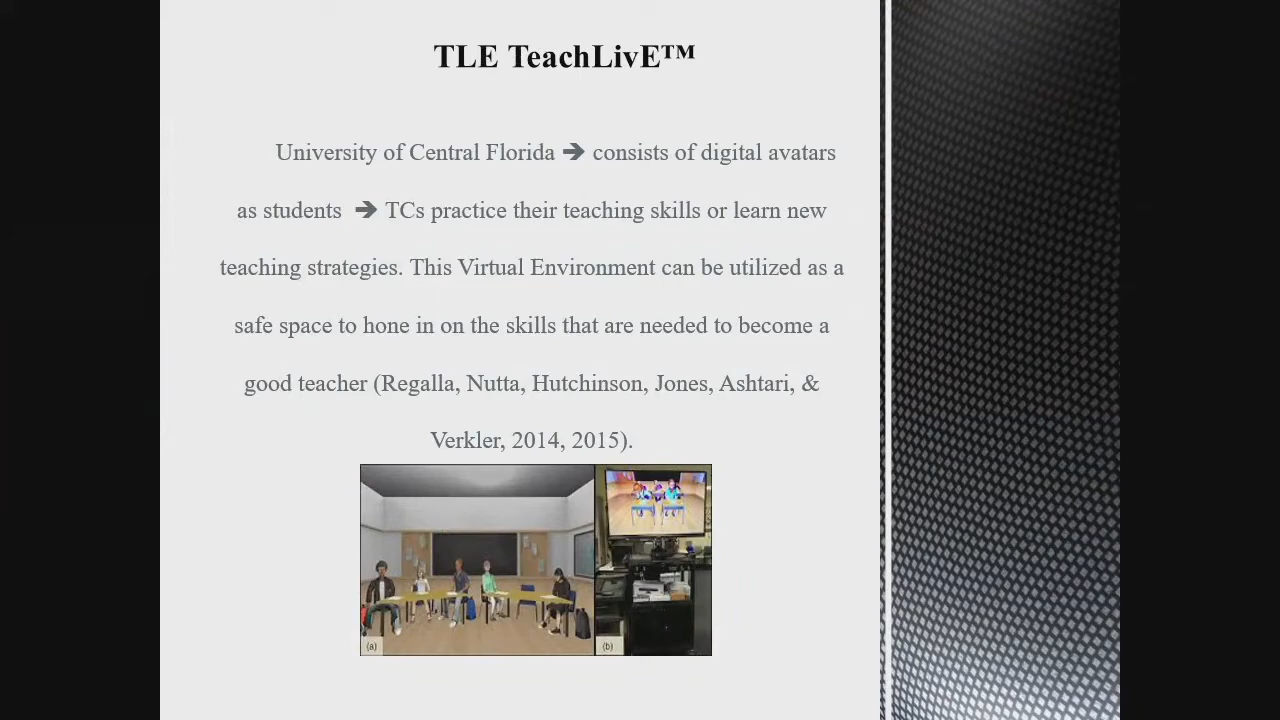 TLE TeachLivE™
University of Central Florida ➔ consists of digital avatars
as students ➔ TCs practice their teaching skills or learn new
teaching strategies. This Virtual Environment can be utilized as a
safe space to hone in on the skills that are needed to become a
good teacher (Regalla, Nutta, Hutchinson, Jones, Ashtari, &
Verkler, 2014, 2015).
(a)
(b)